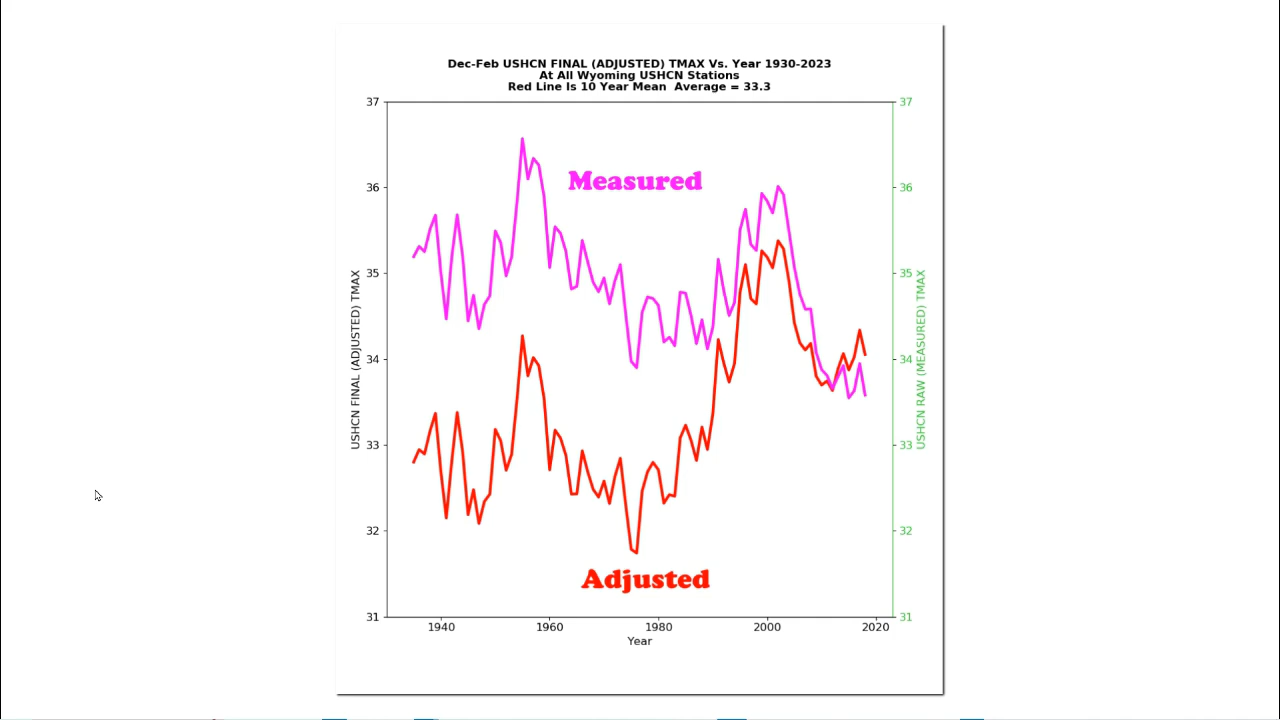 Dec-Feb USHCN FINAL (ADJUSTED) TMAX Vs. Year 1930-2023
At All Wyoming USHCN Stations
Red Line Is 10 Year Mean  Average = 33.3
37
36
35
34
33
32
31
USHCN FINAL (ADJUSTED) TMAX
Measured
Adjusted
37
36
35
34
33
32
31
USHCN RAW (MEASURED) TMAX
1940 1960 1980 2000 2020
Year